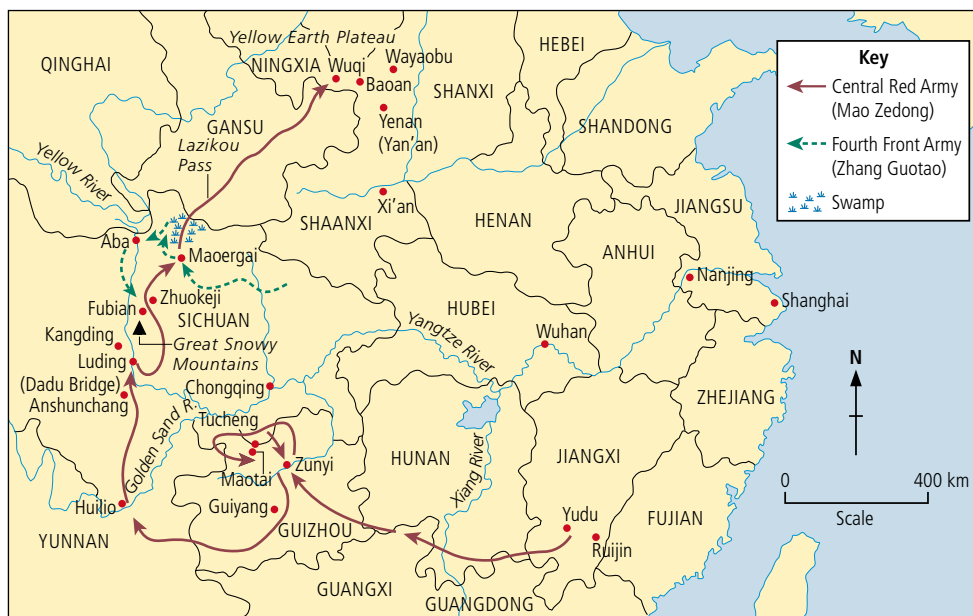 Yellow Earth Plateau
QINGHAI
NINGXIA
Wuqi
Wayaobu
Baoan
HEBEI
SHANXI
Yenan
(Yan'an)
GANSU
Lazikou
Pass
SHANDONG
Yellow River
Xi'an
SHAANXI
HENAN
JIANGSU
ANHUI
Aba
Maoergai
Nanjing
Shanghai
Zhuokeji
Fubian
SICHUAN
HUBEI
Kangding
Great Snowy
Mountains
Yangtze River
Wuhan
Luding
(Dadu Bridge)
Anshunchang
Chongqing
ZHEJIANG
Golden Sand R.
Tucheng
Maotai
Zunyi
HUNAN
Xiang River
JIANGXI
Huilio
Guiyang
GUIZHOU
Yudu
Ruijin
FUJIAN
YUNNAN
GUANGXI
GUANGDONG
Key
Central Red Army
(Mao Zedong)
Fourth Front Army
(Zhang Guotao)
Swamp
N
0
400 km
Scale